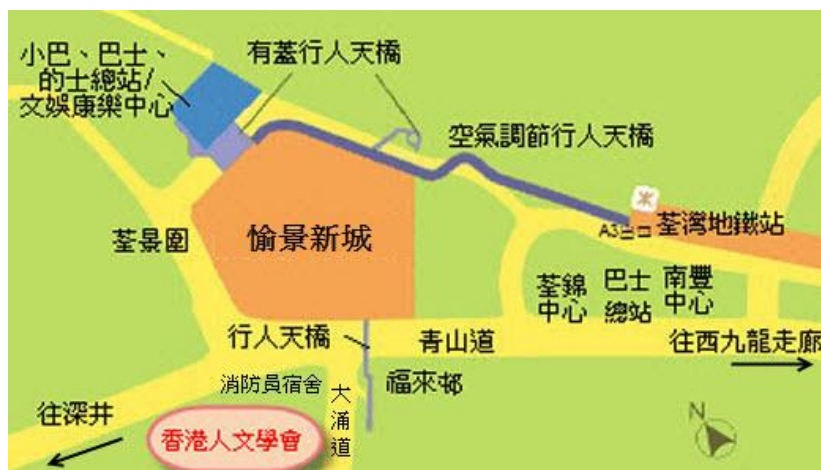 小巴、巴士、
的士總站/
文娛康樂中心
有蓋行人天橋
空氣調節行人天橋
荃灣地鐵站
A3出口
荃景圍
愉景新城
荃錦
中心
巴士
總站
南豐
中心
行人天橋
青山道
往西九龍走廊
消防員宿舍
大涌道
福來邨
往深井
香港人文學會
N